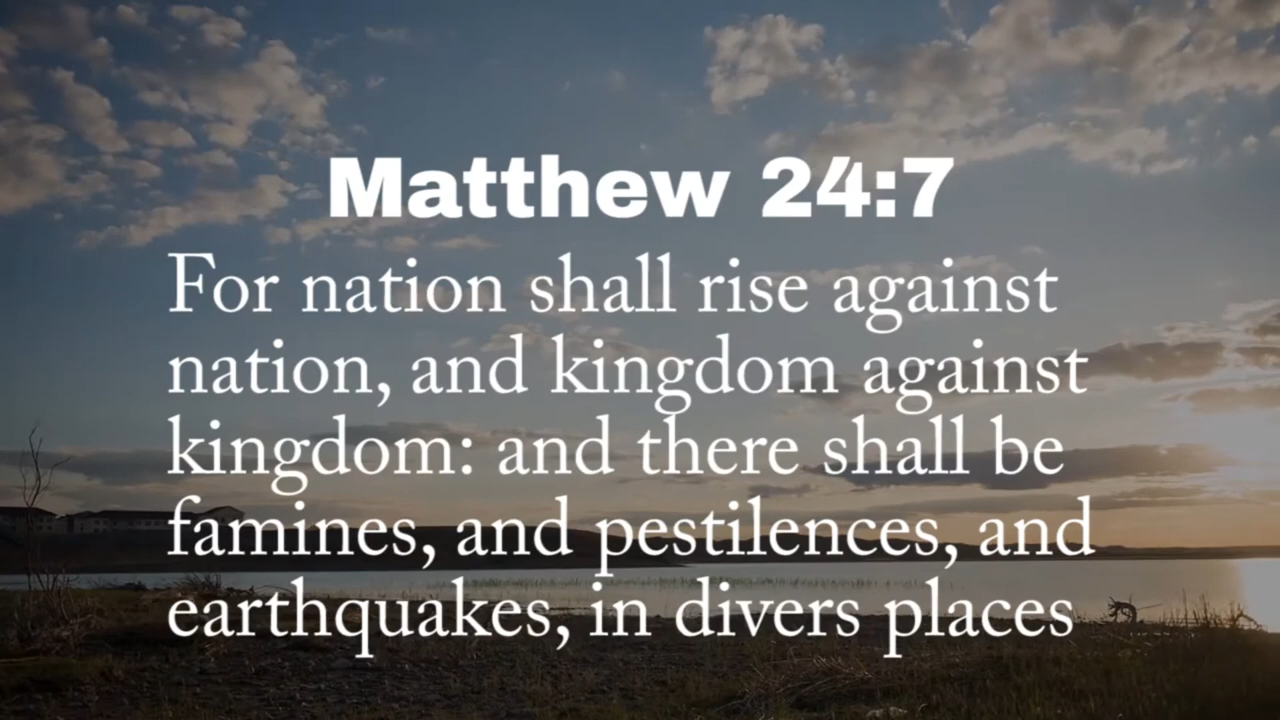 Matthew 24:7
For nation shall rise against
nation, and kingdom against
kingdom: and there shall be
famines, and pestilences, and
earthquakes, in divers places